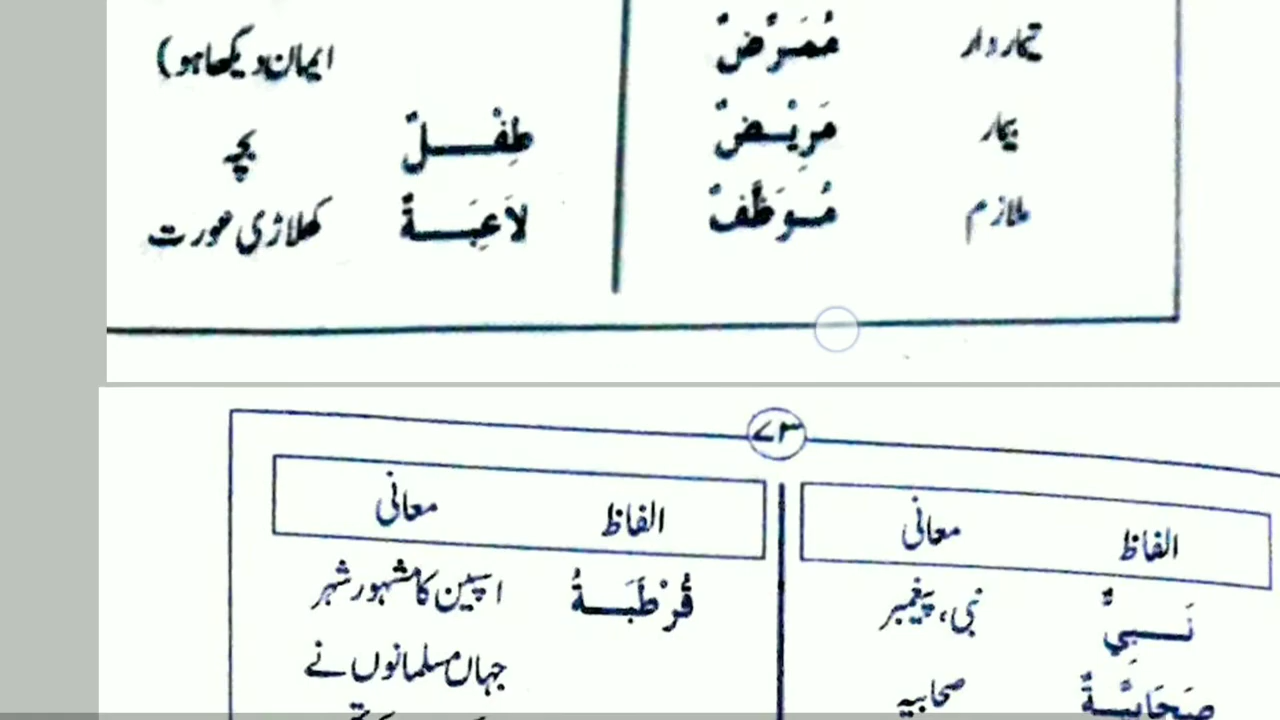 تیماردار مُمَرِّضٌ
بیمار مَرِیْضٌ
ملازم مُوَظَّفٌ
ایمان دیکھا ہو)
طِفْلٌ بچہ
لَاعِبَةٌ کھلاڑی عورت
۷۳
الفاظ معانی
نَبِيٌّ نبی، پیغمبر
صَحَابِيَّةٌ صحابیہ
الفاظ معانی
قُرْطَبَةُ اسپین کا مشہور شہر
جہاں مسلمانوں نے